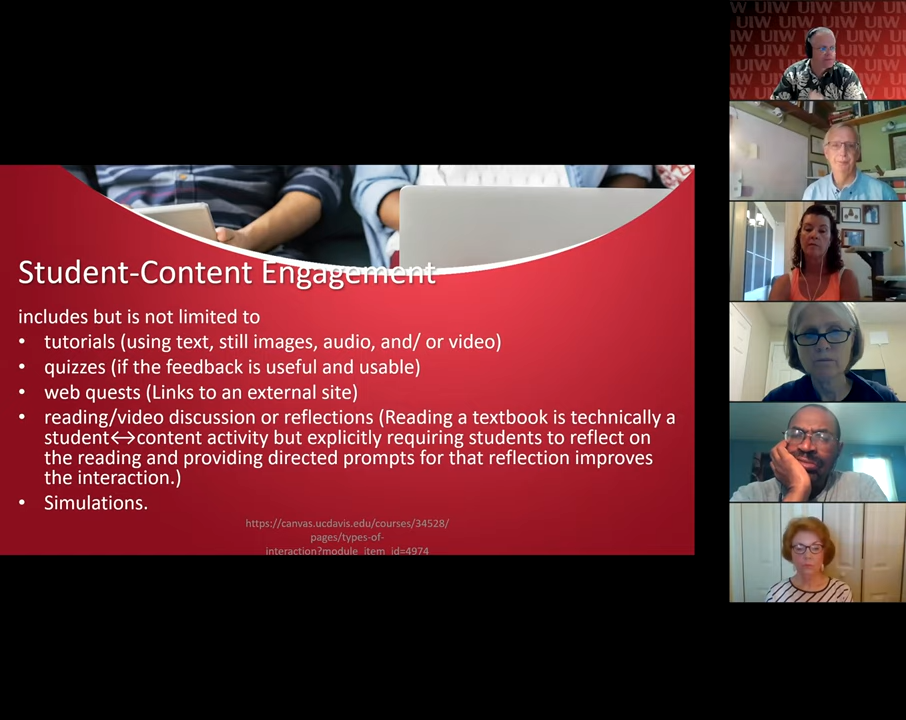 UIW UIW UIW
Student-Content Engagement
includes but is not limited to
• tutorials (using text, still images, audio, and/ or video)
• quizzes (if the feedback is useful and usable)
• web quests (Links to an external site)
• reading/video discussion or reflections (Reading a textbook is technically a
student↔content activity but explicitly requiring students to reflect on
the reading and providing directed prompts for that reflection improves
the interaction.)
• Simulations.
https://canvas.ucdavis.edu/courses/34528/
pages/types-of-
interaction?module_item_id=4974